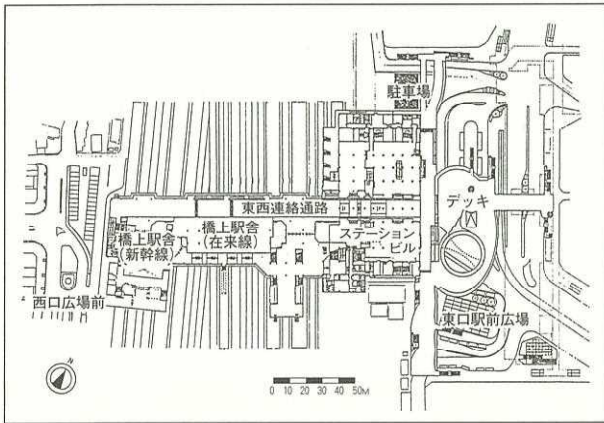 駐車場
デッキ
東西連絡通路
橋上駅舎
(在来線)
ステーション
ビル
橋上駅舎
(新幹線)
西口広場前
東口駅前広場
N
0 10 20 30 40 50M